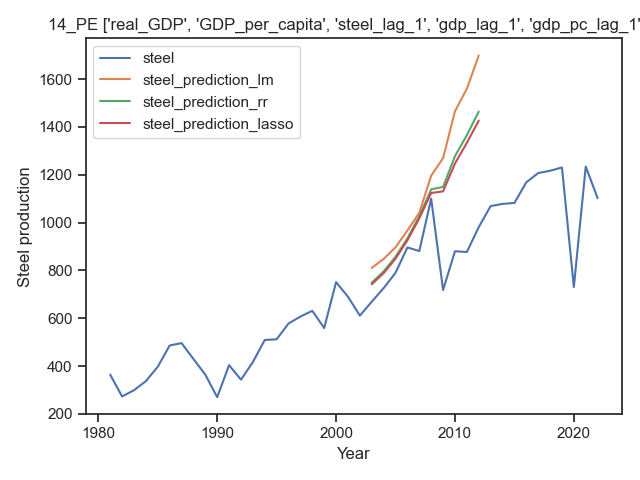 14_PE ['real_GDP', 'GDP_per_capita', 'steel_lag_1', 'gdp_lag_1', 'gdp_pc_lag_1'
steel
steel_prediction_lm
steel_prediction_rr
steel_prediction_lasso
Steel production
1600
1400
1200
1000
800
600
400
200
1980
1990
2000
2010
2020
Year